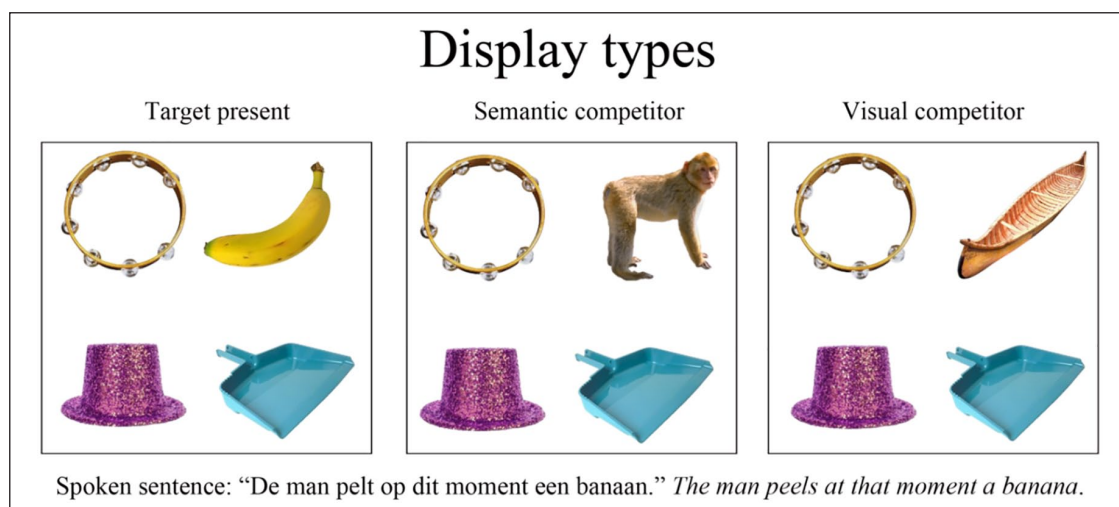 Display types
Target present
Semantic competitor
Visual competitor
Spoken sentence: “De man pelt op dit moment een banaan.” The man peels at that moment a banana.